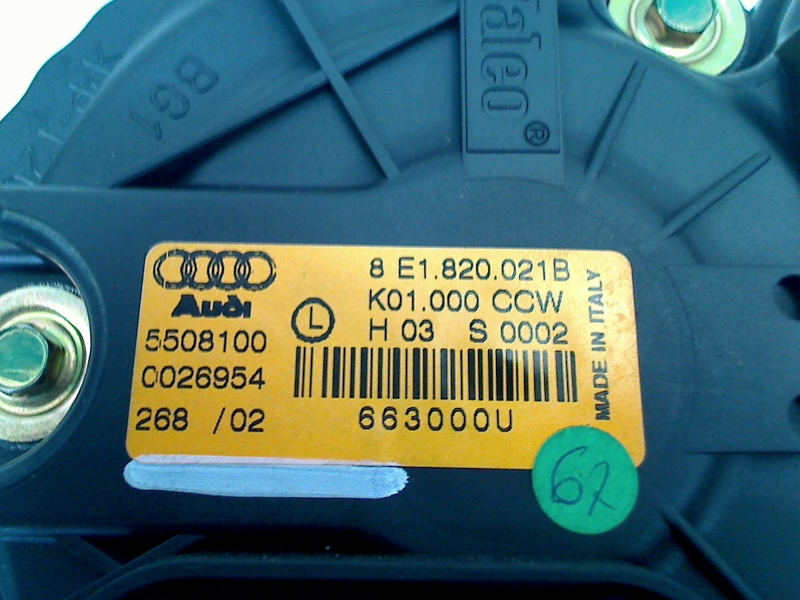 BG1
Valeo®
Audi
8 E1.820.021B
K01.000 CCW
L
H 03 S 0002
5508100
0026954
268 /02
663000U
MADE IN ITALY
62